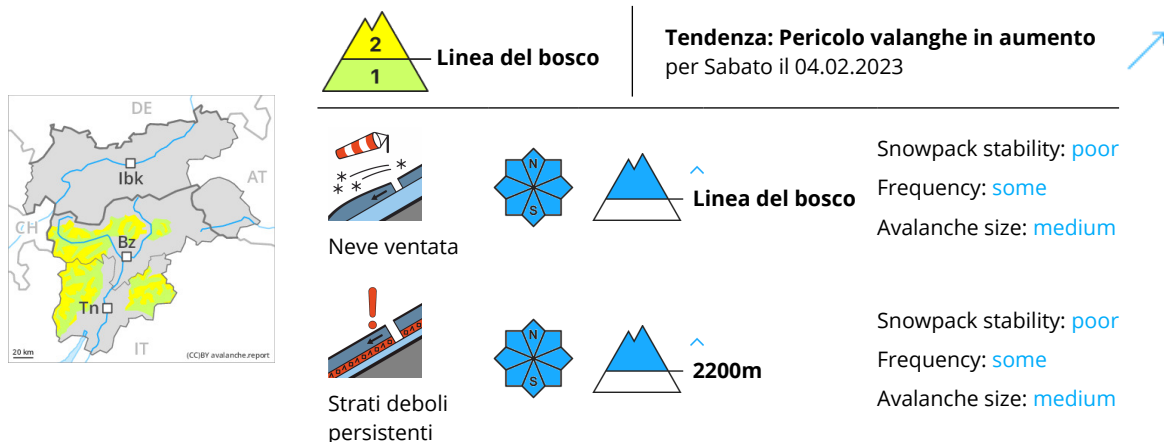 DE
AT
CH
IT
Ibk
Bz
Tn
20 km
(CC)BY avalanche.report
2
1
Linea del bosco
Tendenza: Pericolo valanghe in aumento
per Sabato il 04.02.2023
Neve ventata
N
S
Linea del bosco
Snowpack stability: poor
Frequency: some
Avalanche size: medium
Strati deboli
persistenti
N
S
2200m
Snowpack stability: poor
Frequency: some
Avalanche size: medium